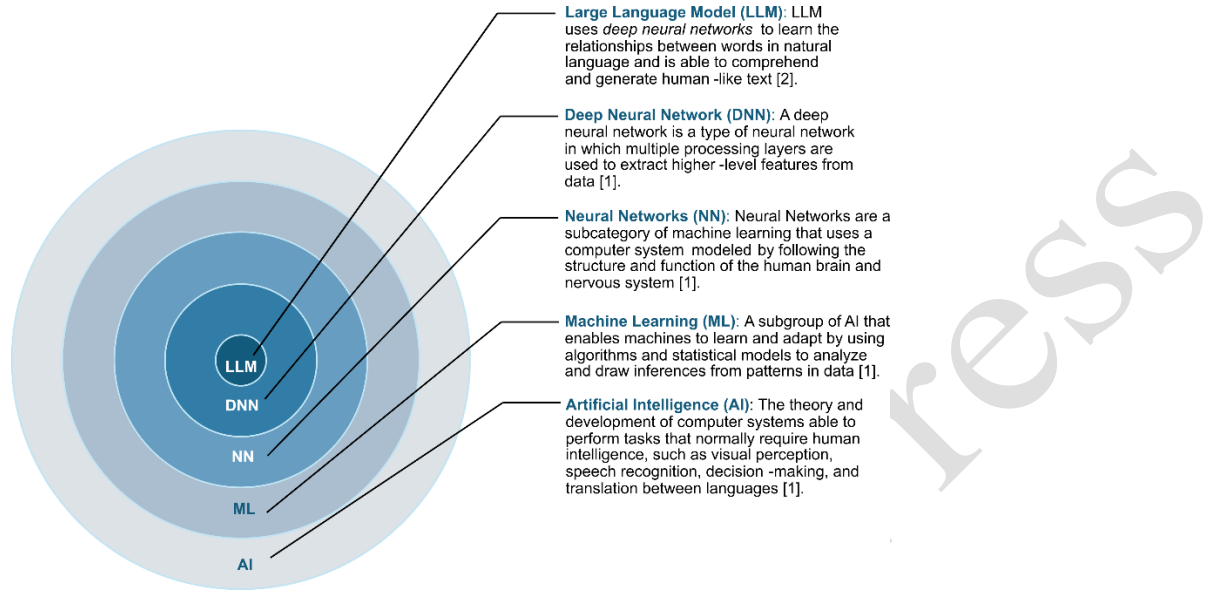 Large Language Model (LLM): LLM
uses deep neural networks to learn the
relationships between words in natural
language and is able to comprehend
and generate human -like text [2].
Deep Neural Network (DNN): A deep
neural network is a type of neural network
in which multiple processing layers are
used to extract higher -level features from
data [1].
Neural Networks (NN): Neural Networks are a
subcategory of machine learning that uses a
computer system modeled by following the
structure and function of the human brain and
nervous system [1].
Machine Learning (ML): A subgroup of AI that
enables machines to learn and adapt by using
algorithms and statistical models to analyze
and draw inferences from patterns in data [1].
Artificial Intelligence (AI): The theory and
development of computer systems able to
perform tasks that normally require human
intelligence, such as visual perception,
speech recognition, decision -making, and
translation between languages [1].
LLM
DNN
NN
ML
AI
ress